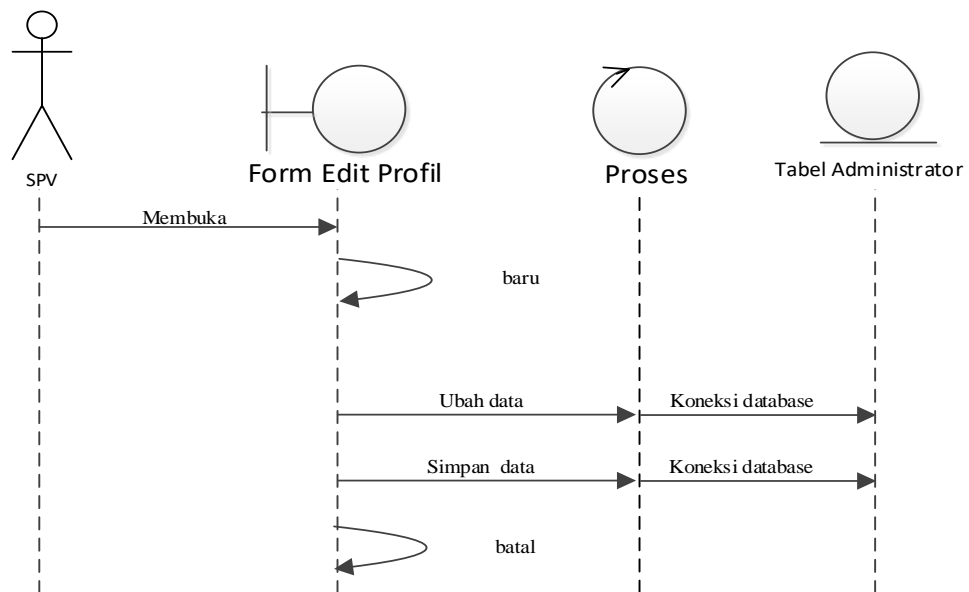 SPV
Form Edit Profil
Proses
Tabel Administrator
Membuka
baru
Ubah data
Koneksi database
Simpan data
Koneksi database
batal